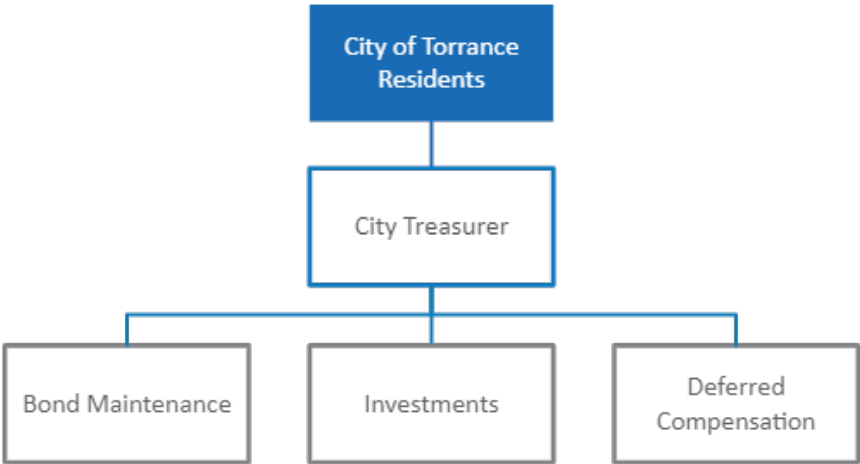 City of Torrance
Residents
City Treasurer
Bond Maintenance
Investments
Deferred
Compensation